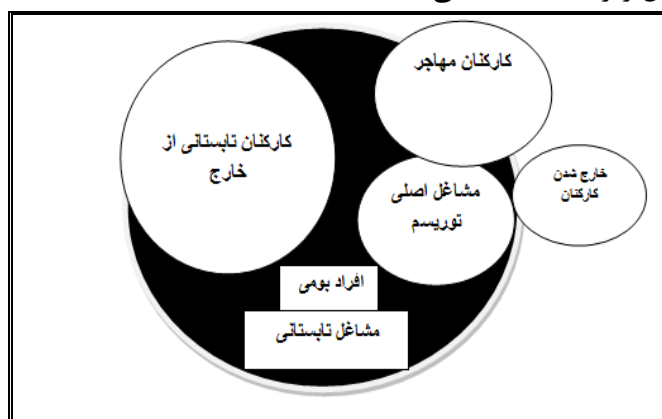 کارکنان مهاجر
کارکنان تابستانی از
خارج
خارج شدن
کارکنان
مشاغل اصلی
توریسم
افراد بومی
مشاغل تابستانی